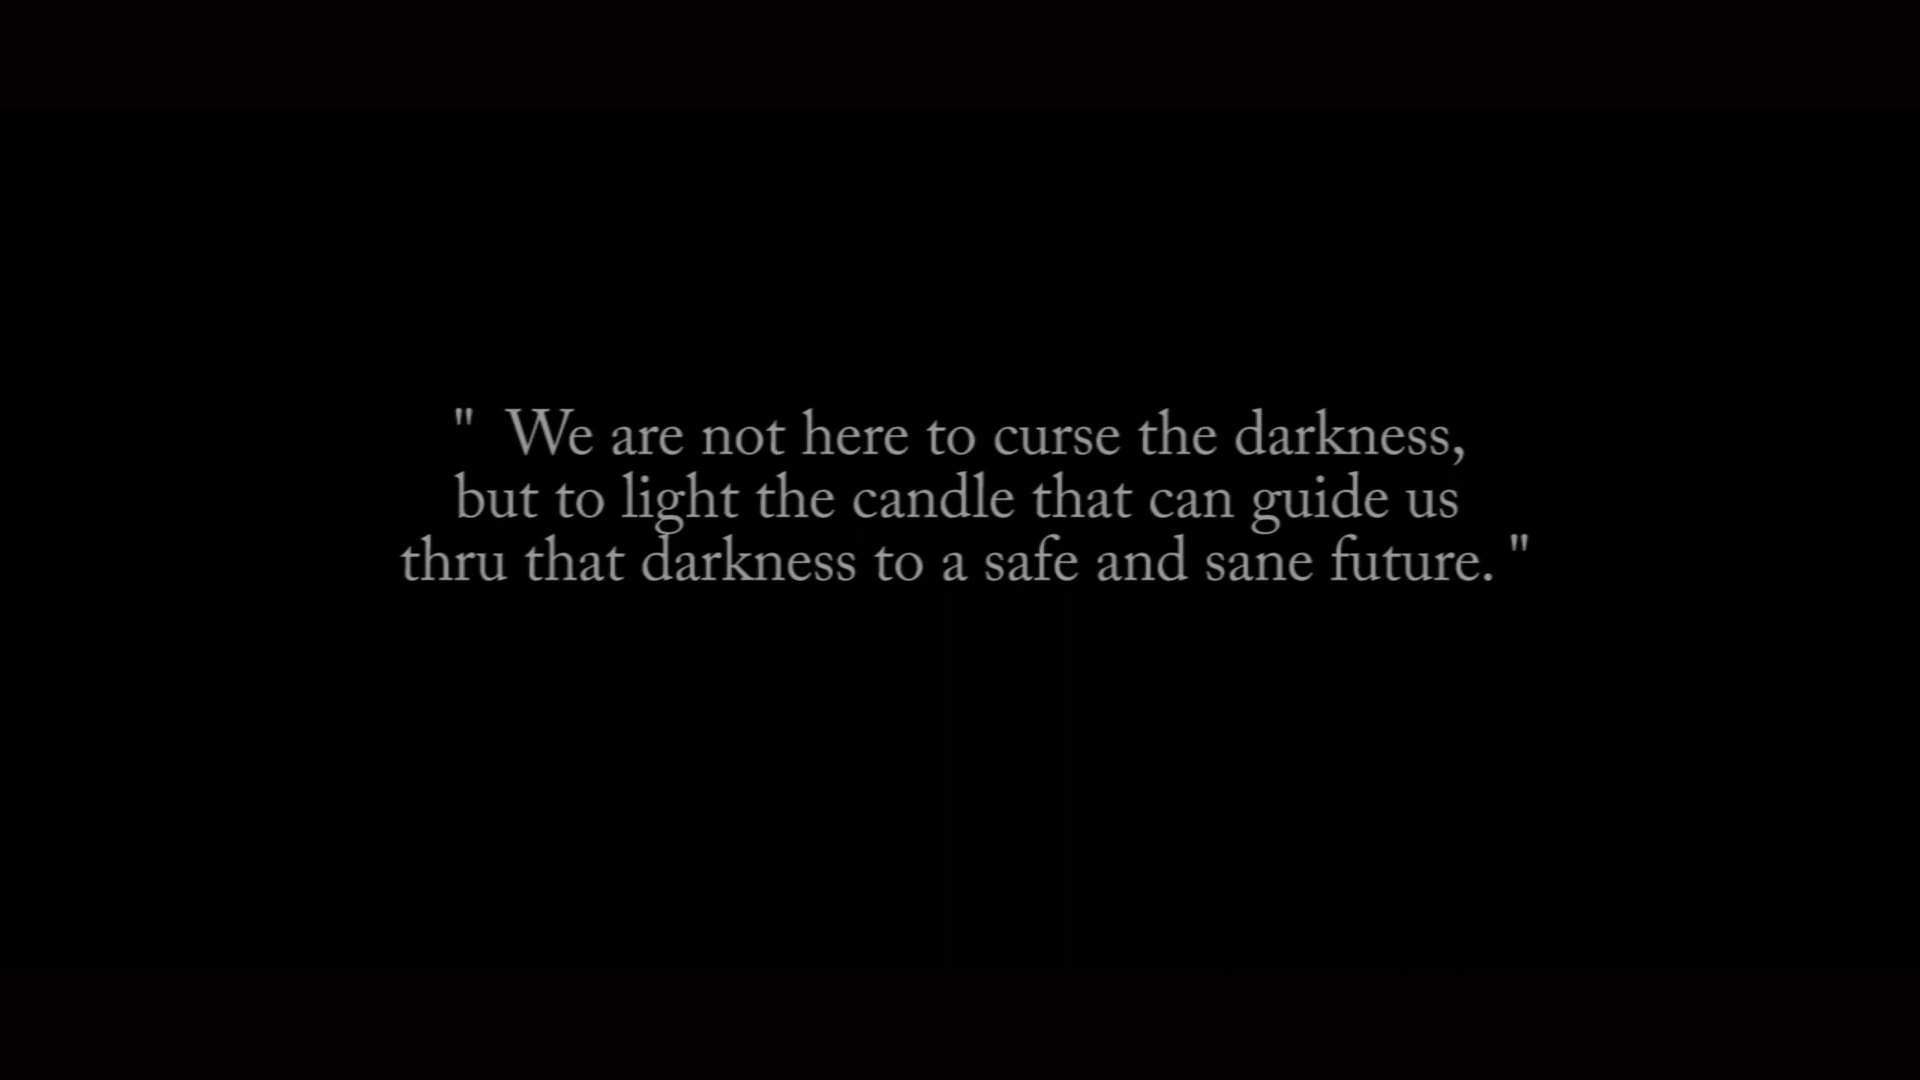 "  We are not here to curse the darkness,
but to light the candle that can guide us
thru that darkness to a safe and sane future. "